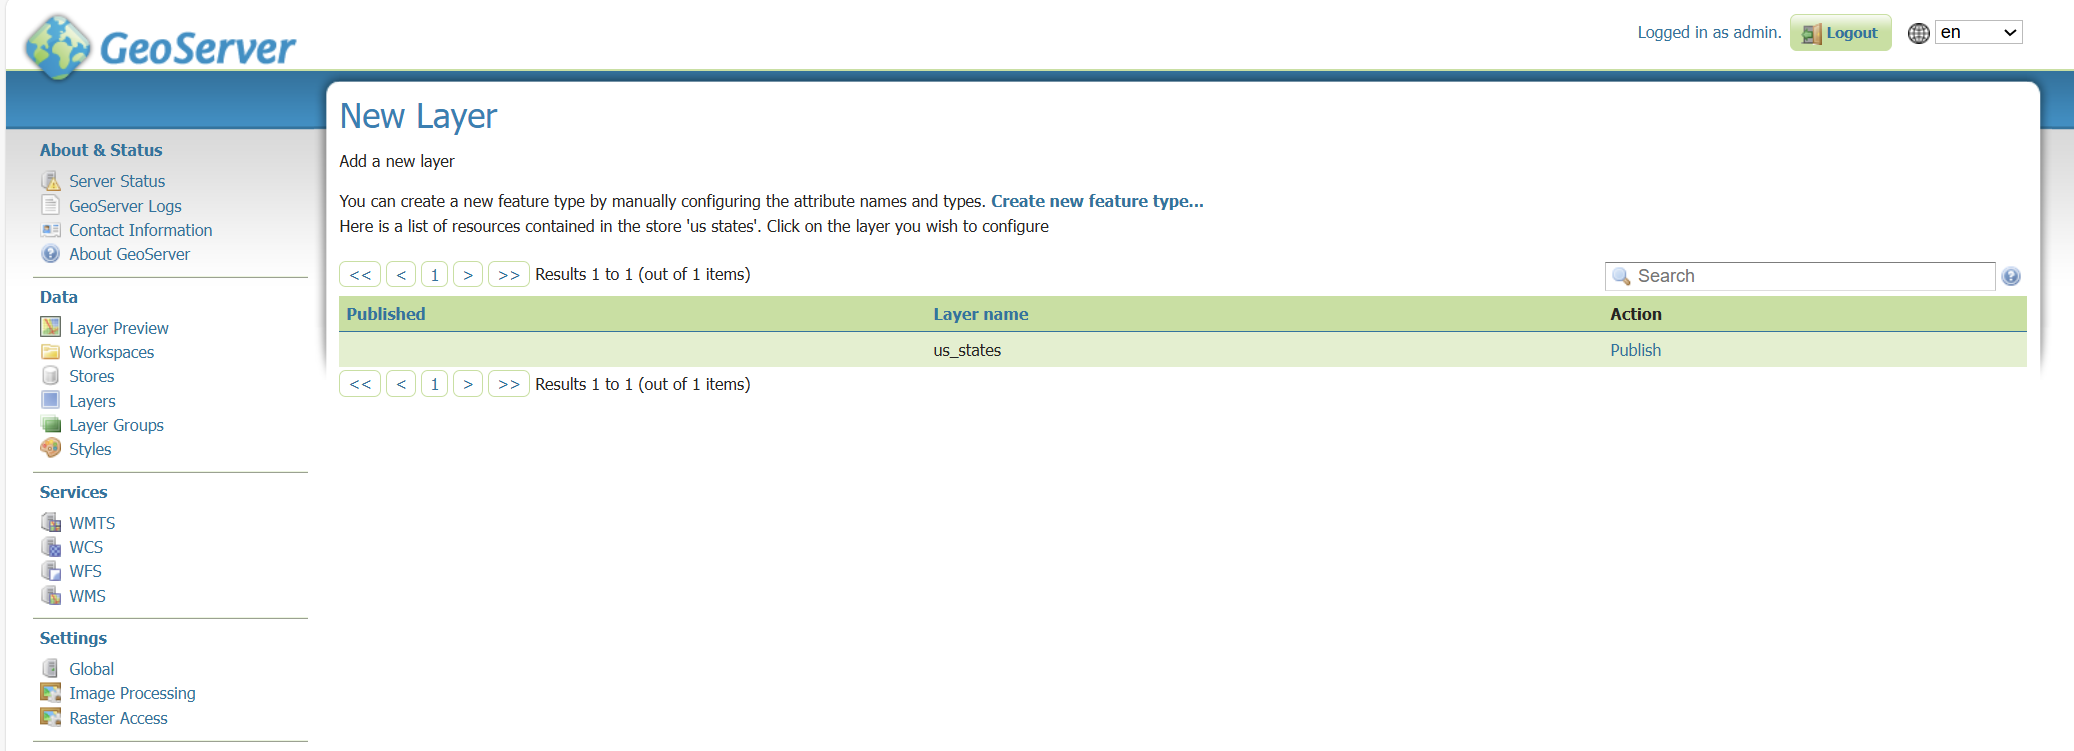 GeoServer
Logged in as admin. Logout en
New Layer
Add a new layer
You can create a new feature type by manually configuring the attribute names and types. Create new feature type...
Here is a list of resources contained in the store 'us states'. Click on the layer you wish to configure
<< < 1 > >> Results 1 to 1 (out of 1 items) Search
Published Layer name Action
us_states Publish
<< < 1 > >> Results 1 to 1 (out of 1 items)
About & Status
Server Status
GeoServer Logs
Contact Information
About GeoServer
Data
Layer Preview
Workspaces
Stores
Layers
Layer Groups
Styles
Services
WMTS
WCS
WFS
WMS
Settings
Global
Image Processing
Raster Access